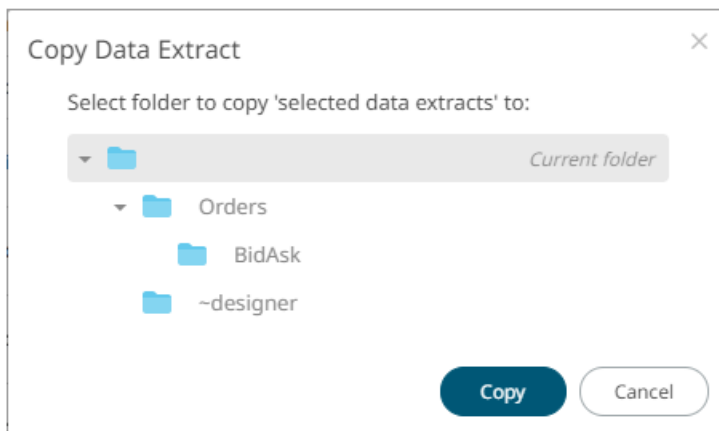 Copy Data Extract
Select folder to copy 'selected data extracts' to:
Current folder
Orders
BidAsk
~designer
Copy Cancel